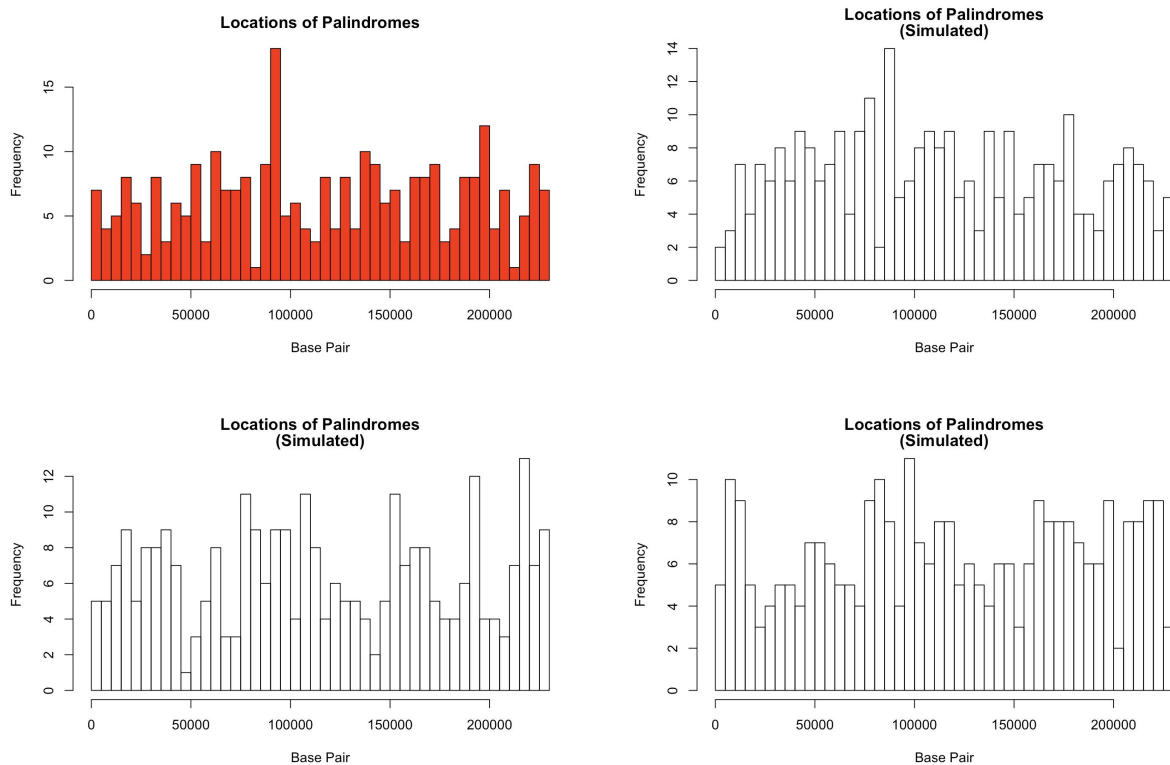 Locations of Palindromes
Frequency
15
10
5
0
0 50000 100000 150000 200000
Base Pair
Locations of Palindromes
(Simulated)
Frequency
14
12
10
8
6
4
2
0
0 50000 100000 150000 200000
Base Pair
Locations of Palindromes
(Simulated)
Frequency
12
10
8
6
4
2
0
0 50000 100000 150000 200000
Base Pair
Locations of Palindromes
(Simulated)
Frequency
10
8
6
4
2
0
0 50000 100000 150000 200000
Base Pair